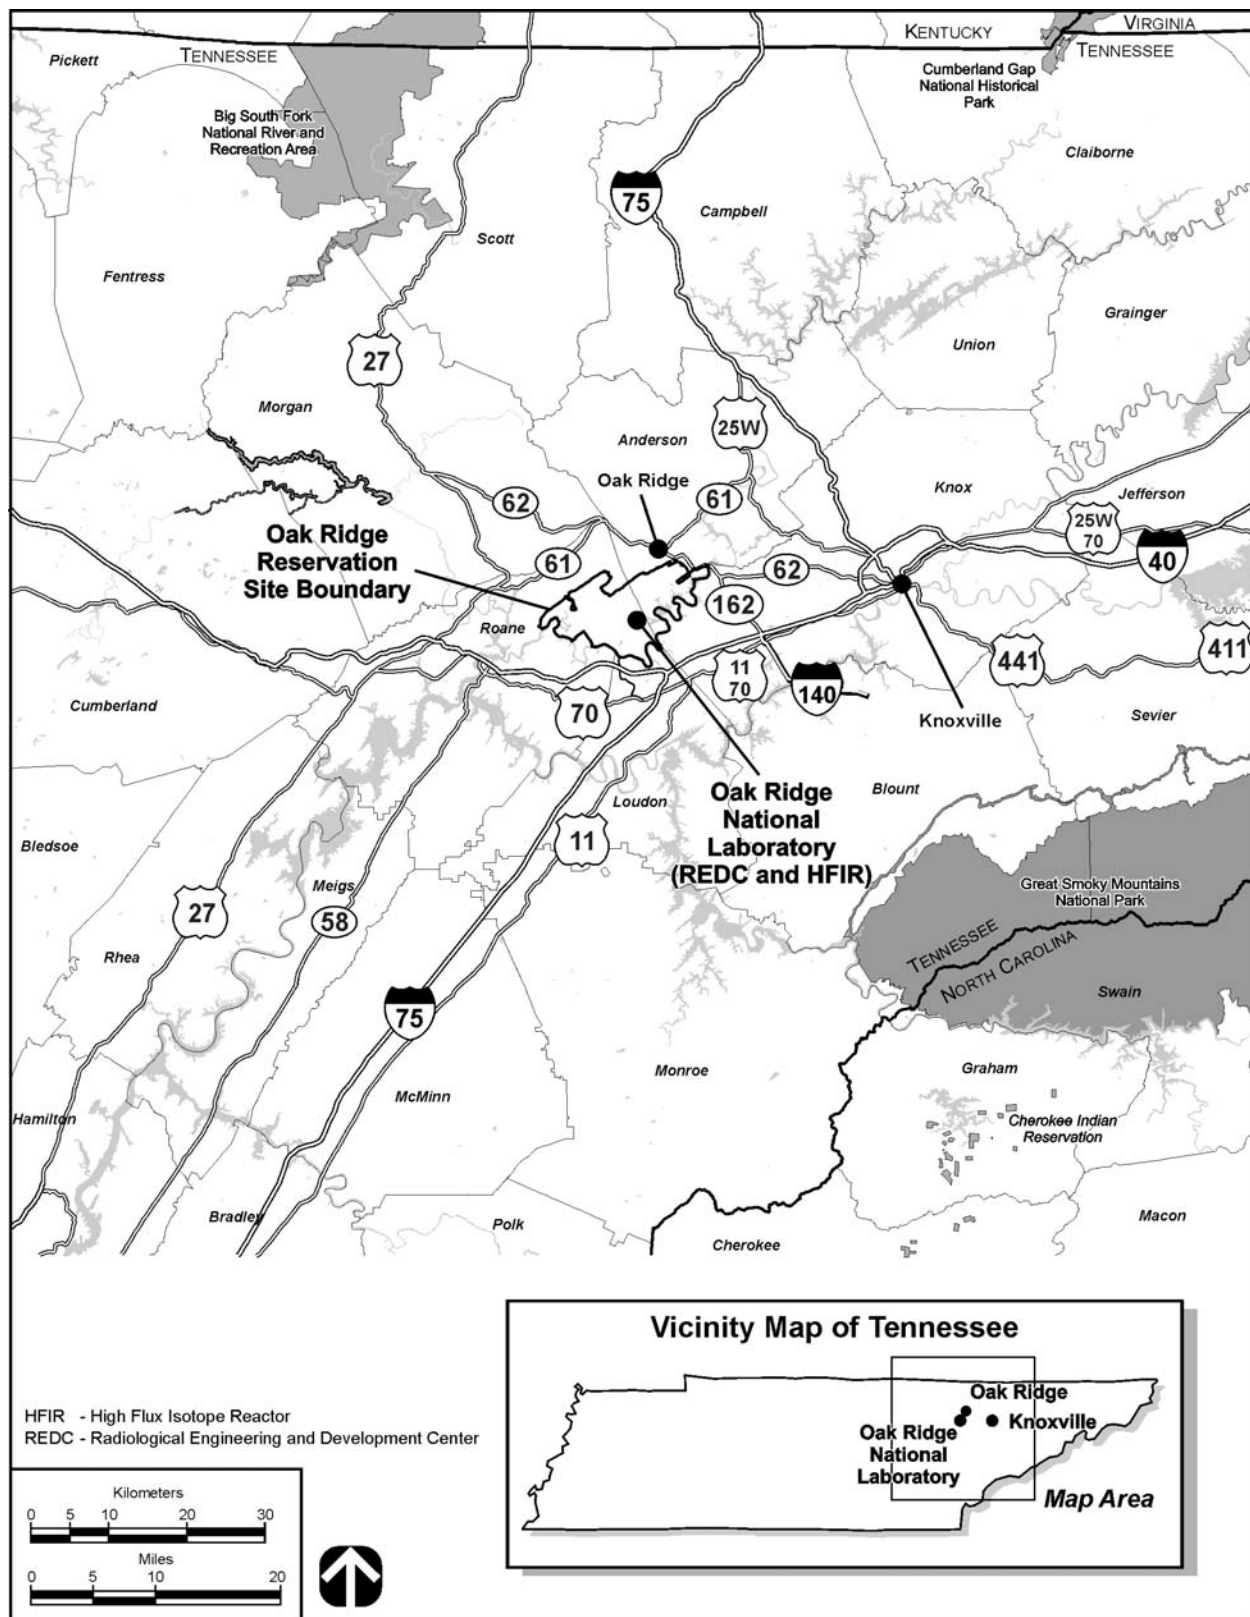 KENTUCKY
VIRGINIA
TENNESSEE
TENNESSEE
Pickett
Cumberland Gap
National Historical
Park
Big South Fork
National River and
Recreation Area
Claiborne
75
Campbell
Scott
Fentress
Grainger
Union
27
Morgan
25W
Anderson
Oak Ridge
61
Knox
Jefferson
62
25W
70
Oak Ridge
Reservation
Site Boundary
61
62
40
162
Roane
441
411
11
70
140
Cumberland
70
Knoxville
Sevier
Oak Ridge
National
Laboratory
(REDC and HFIR)
Blount
Loudon
11
Bledsoe
Meigs
Great Smoky Mountains
National Park
27
58
TENNESSEE
NORTH CAROLINA
Rhea
Swain
75
Monroe
Graham
McMinn
Hamilton
Cherokee Indian
Reservation
Bradley
Polk
Macon
Cherokee
Vicinity Map of Tennessee
Oak Ridge
Knoxville
Oak Ridge
National
Laboratory
Map Area
HFIR - High Flux Isotope Reactor
REDC - Radiological Engineering and Development Center
Kilometers
0 5 10 20 30
Miles
0 5 10 20